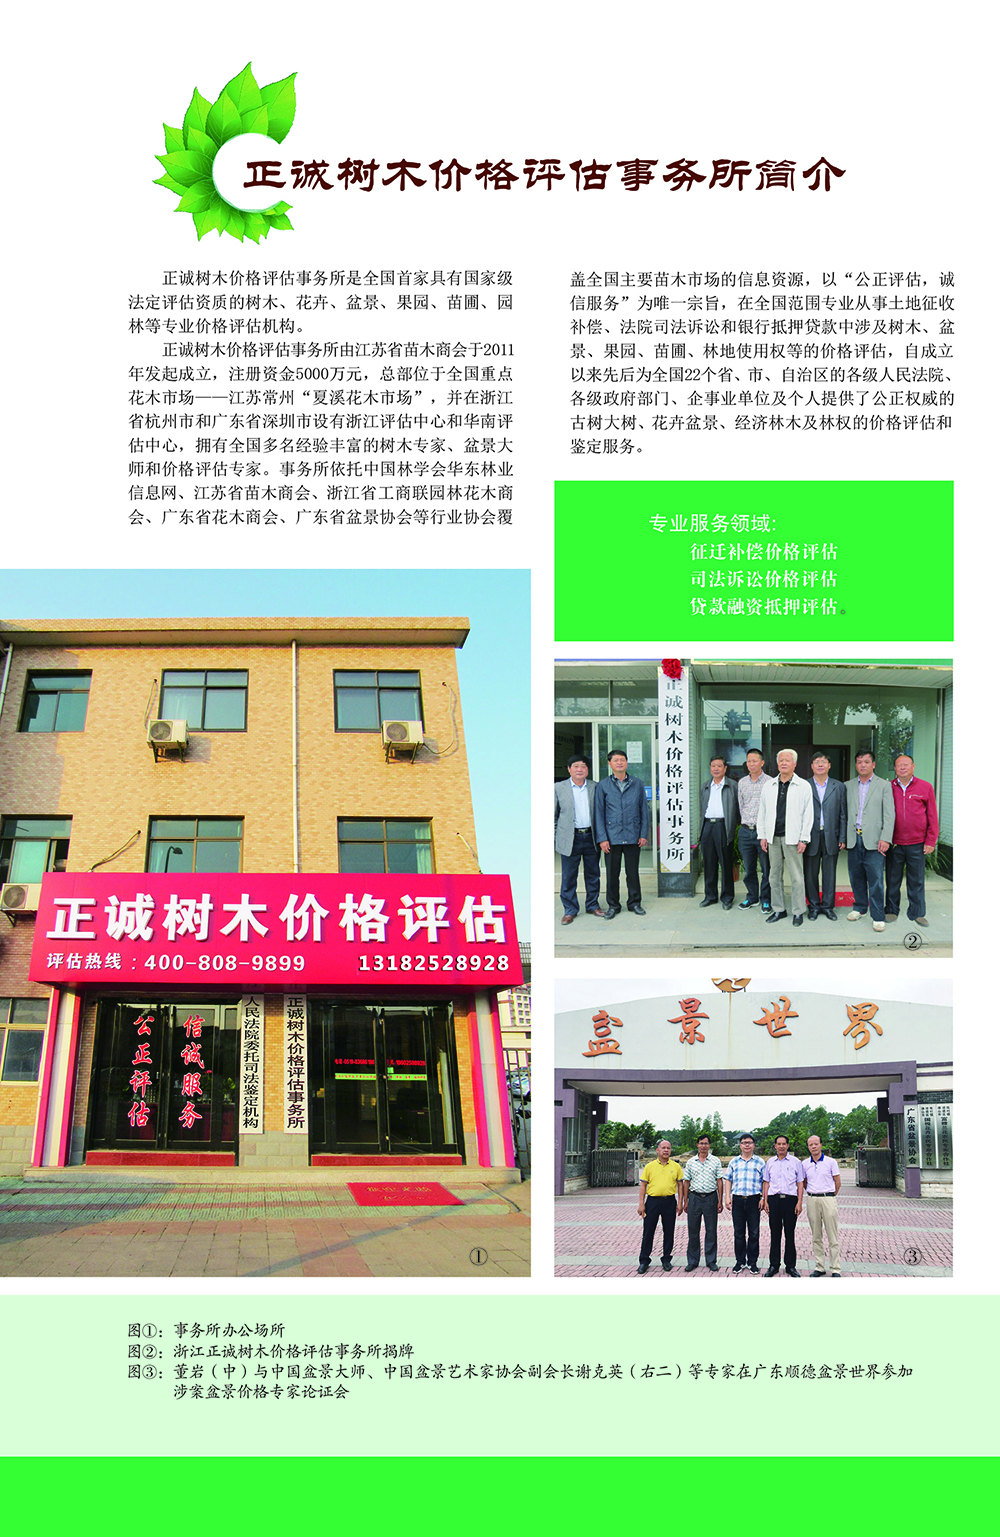 正诚树木价格评估事务所简介
正诚树木价格评估事务所是全国首家具有国家级
法定评估资质的树木、花卉、盆景、果园、苗圃、园
林等专业价格评估机构。
正诚树木价格评估事务所由江苏省苗木商会于2011
年发起成立，注册资金5000万元，总部位于全国重点
花木市场——江苏常州“夏溪花木市场”，并在浙江
省杭州市和广东省深圳市设有浙江评估中心和华南评
估中心，拥有全国多名经验丰富的树木专家、盆景大
师和价格评估专家。事务所依托中国林学会华东林业
信息网、江苏省苗木商会、浙江省工商联园林花木商
会、广东省花木商会、广东省盆景协会等行业协会覆
盖全国主要苗木市场的信息资源，以“公正评估，诚
信服务”为唯一宗旨，在全国范围专业从事土地征收
补偿、法院司法诉讼和银行抵押贷款中涉及树木、盆
景、果园、苗圃、林地使用权等的价格评估，自成立
以来先后为全国22个省、市、自治区的各级人民法院、
各级政府部门、企事业单位及个人提供了公正权威的
古树大树、花卉盆景、经济林木及林权的价格评估和
鉴定服务。
专业服务领域:
征迁补偿价格评估
司法诉讼价格评估
贷款融资抵押评估。
正诚树木价格评估
评估热线：400-808-9899 13182528928
公正评估
信诚服务
人民法院委托司法鉴定机构
正诚树木价格评估事务所
①
正诚树木价格评估事务所
②
盆景世界
广东省盆景协会
③
图①：事务所办公场所
图②：浙江正诚树木价格评估事务所揭牌
图③：董岩（中）与中国盆景大师、中国盆景艺术家协会副会长谢克英（右二）等专家在广东顺德盆景世界参加
涉案盆景价格专家论证会